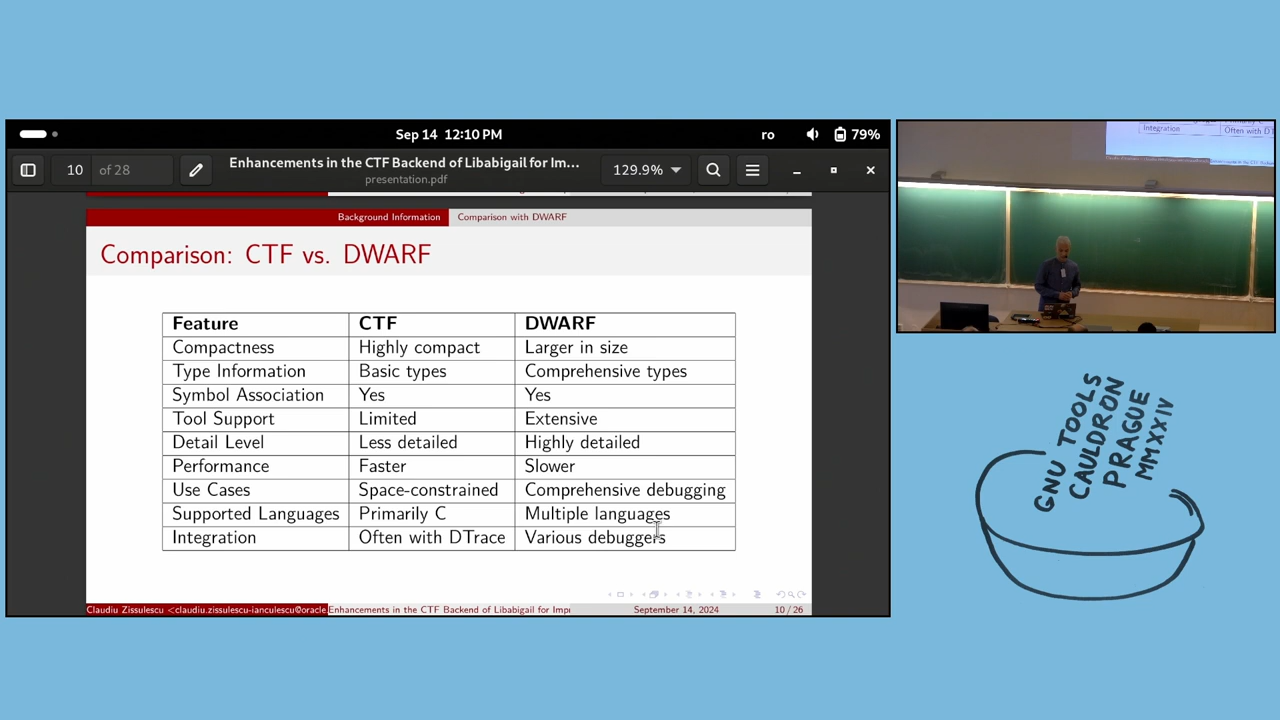 Sep 14 12:10 PM
ro
79%
10 of 28
Enhancements in the CTF Backend of Libabigail for Im...
presentation.pdf
129.9%
Background Information
Comparison with DWARF
Comparison: CTF vs. DWARF
Feature CTF DWARF
Compactness Highly compact Larger in size
Type Information Basic types Comprehensive types
Symbol Association Yes Yes
Tool Support Limited Extensive
Detail Level Less detailed Highly detailed
Performance Faster Slower
Use Cases Space-constrained Comprehensive debugging
Supported Languages Primarily C Multiple languages
Integration Often with DTrace Various debuggers
Claudiu Zissulescu <claudiu.zissulescu-ianculescu@oracle
Enhancements in the CTF Backend of Libabigail for Impr
September 14, 2024
10 / 26
Integration
Often with DT
GNU TOOLS
CAULDRON
PRAGUE
MMXXIV